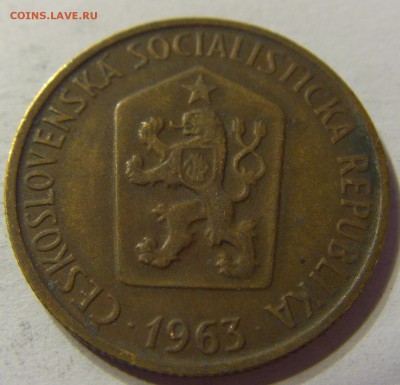 COINS.LAVE.RU
• ČESKOSLOVENSKÁ SOCIALISTICKÁ REPUBLIKA •
1963